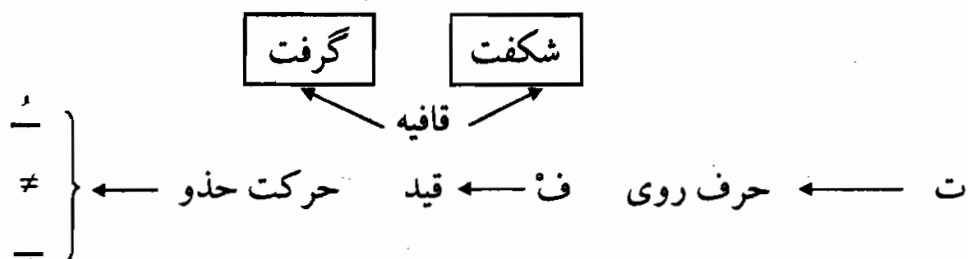 شکفت گرفت
قافیه
ت ← حرف روی فْ ← قید حرکت حذو ← ـُ
≠